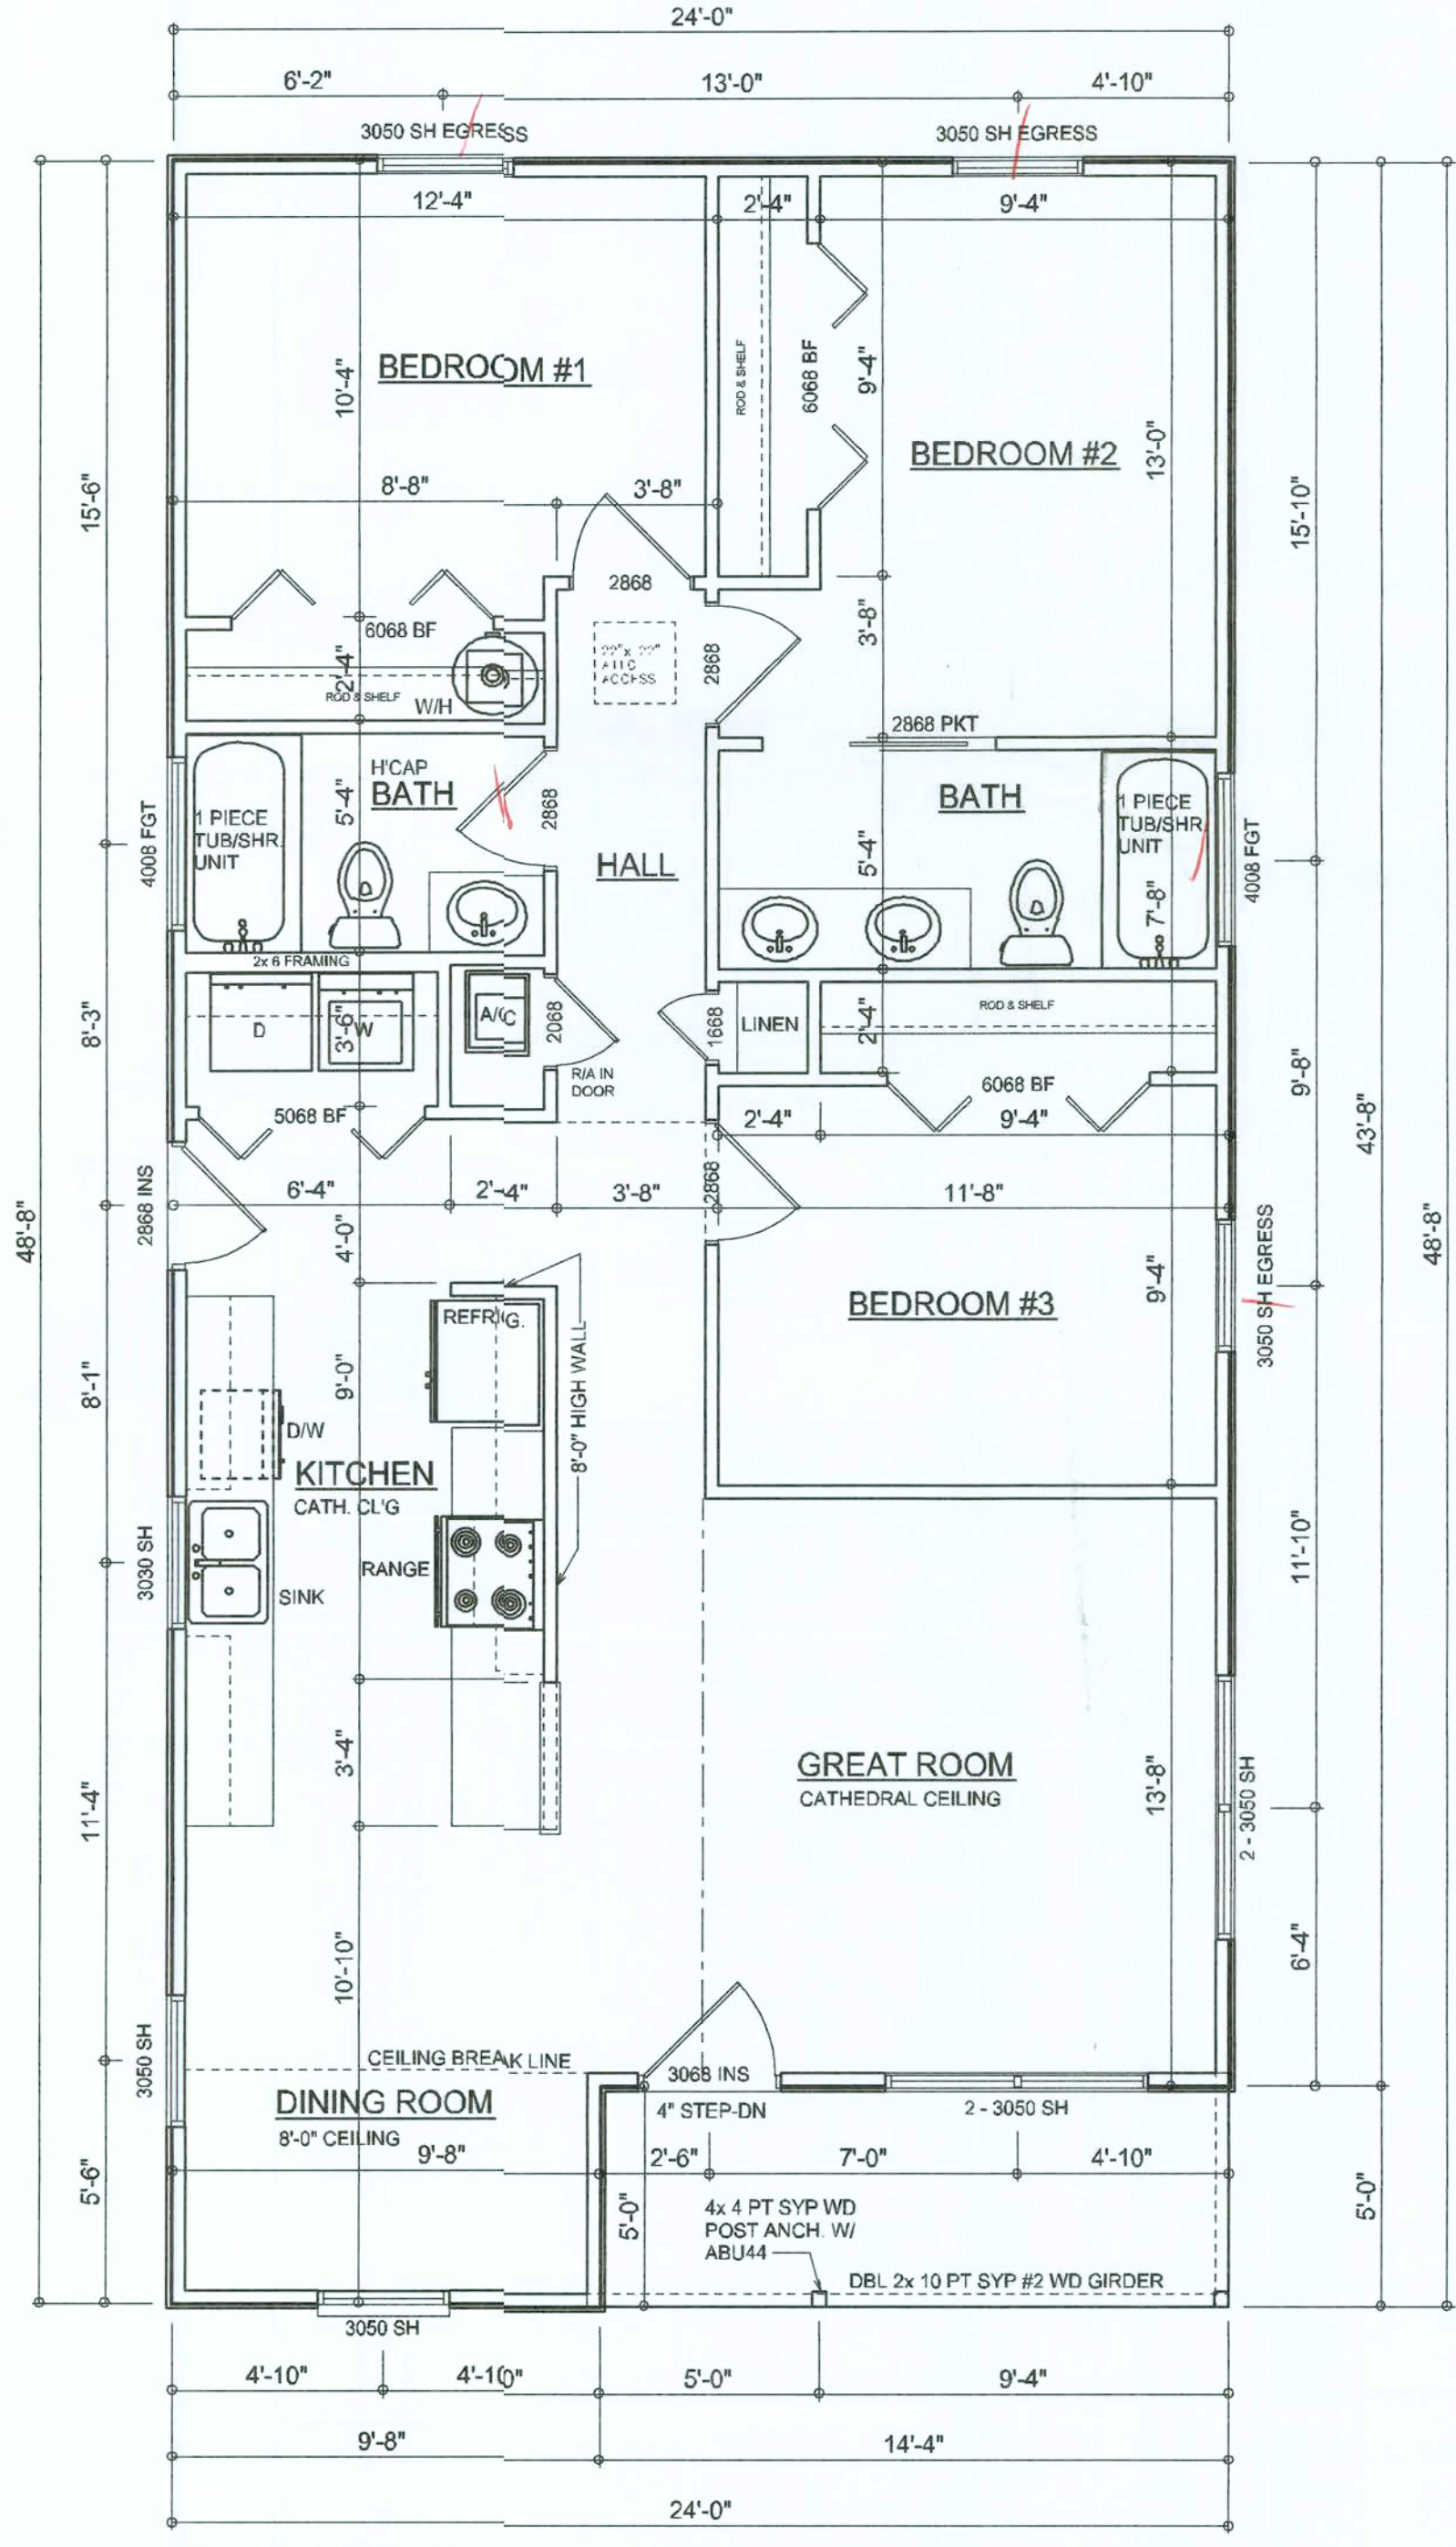 24'-0"
6'-2"
13'-0"
4'-10"
3050 SH EGRESS
3050 SH EGRESS
12'-4"
2'-4"
9'-4"
10'-4"
BEDROOM #1
ROD & SHELF
6068 BF
9'-4"
BEDROOM #2
13'-0"
15'-6"
15'-10"
8'-8"
3'-8"
2868
6068 BF
22"x 22"
ATTIC
ACCESS
2868
3'-8"
2'-4"
ROD & SHELF
W/H
2868 PKT
H'CAP
BATH
5'-4"
2868
BATH
1 PIECE
TUB/SHR.
UNIT
1 PIECE
TUB/SHR
UNIT
4008 FGT
4008 FGT
HALL
5'-4"
7'-8"
2x 6 FRAMING
D
W
3'-6"
A/C
2068
1668
LINEN
2'-4"
ROD & SHELF
8'-3"
R/A IN
DOOR
9'-8"
43'-8"
5068 BF
6068 BF
2'-4"
9'-4"
2868 INS
6'-4"
2'-4"
3'-8"
2868
11'-8"
48'-8"
48'-8"
4'-0"
3050 SH EGRESS
9'-4"
BEDROOM #3
REFRIG.
9'-0"
8'-0" HIGH WALL
8'-1"
D/W
KITCHEN
CATH. CL'G
RANGE
SINK
3030 SH
11'-10"
3'-4"
GREAT ROOM
CATHEDRAL CEILING
13'-8"
2 - 3050 SH
11'-4"
10'-10"
6'-4"
CEILING BREAK LINE
3050 SH
3068 INS
DINING ROOM
8'-0" CEILING
4" STEP-DN
2 - 3050 SH
9'-8"
2'-6"
7'-0"
4'-10"
5'-6"
5'-0"
5'-0"
4x 4 PT SYP WD
POST ANCH. W/
ABU44
DBL 2x 10 PT SYP #2 WD GIRDER
3050 SH
4'-10"
4'-10"
5'-0"
9'-4"
9'-8"
14'-4"
24'-0"